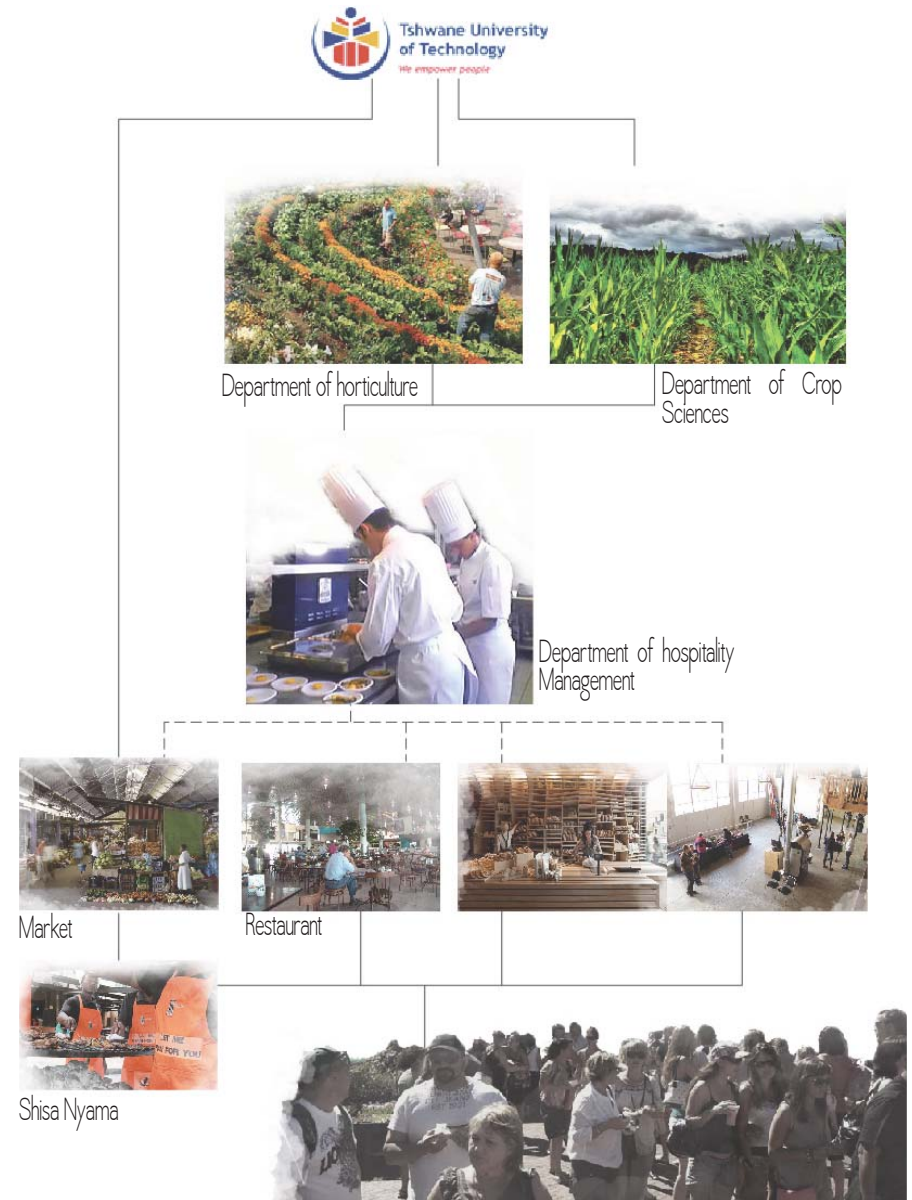 Tshwane University
of Technology
We empower people
Department of horticulture
Department of Crop
Sciences
Department of hospitality
Management
Market
Restaurant
YOU
Shisa Nyama